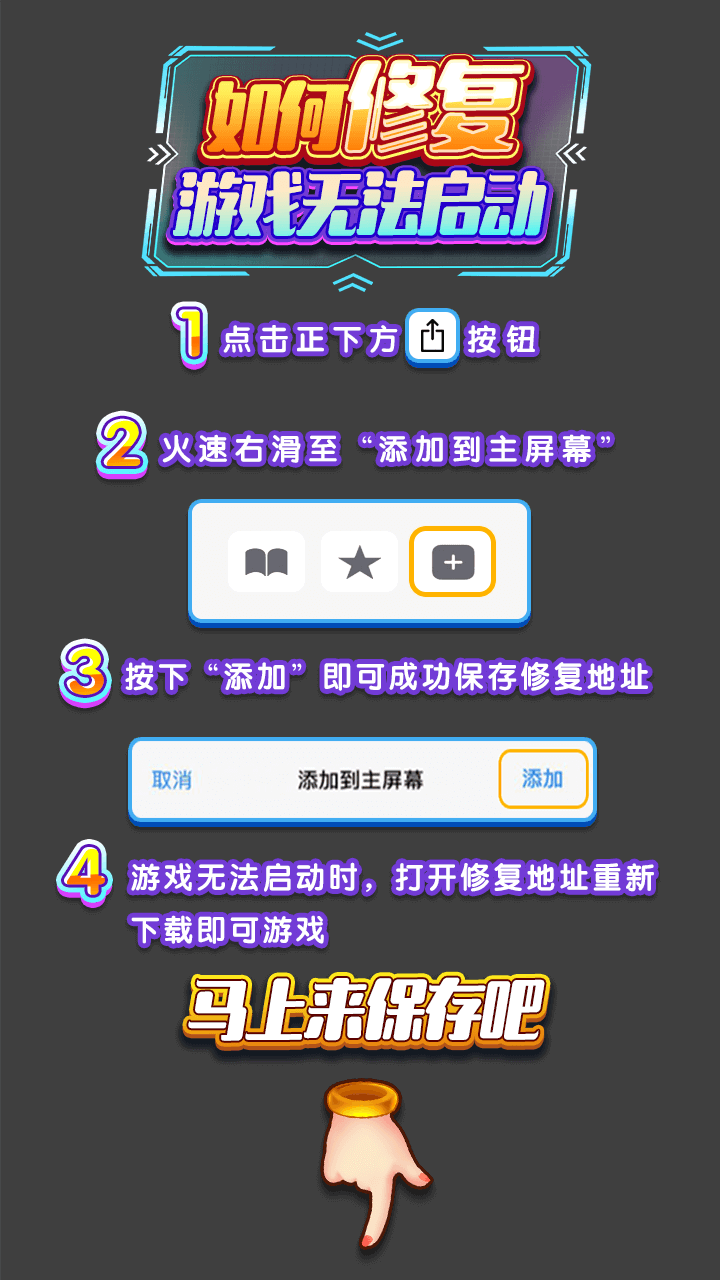 如何修复
游戏无法启动
1 点击正下方 按钮
2 火速右滑至“添加到主屏幕”
3 按下“添加”即可成功保存修复地址
取消 添加到主屏幕 添加
4 游戏无法启动时，打开修复地址重新
下载即可游戏
马上来保存吧